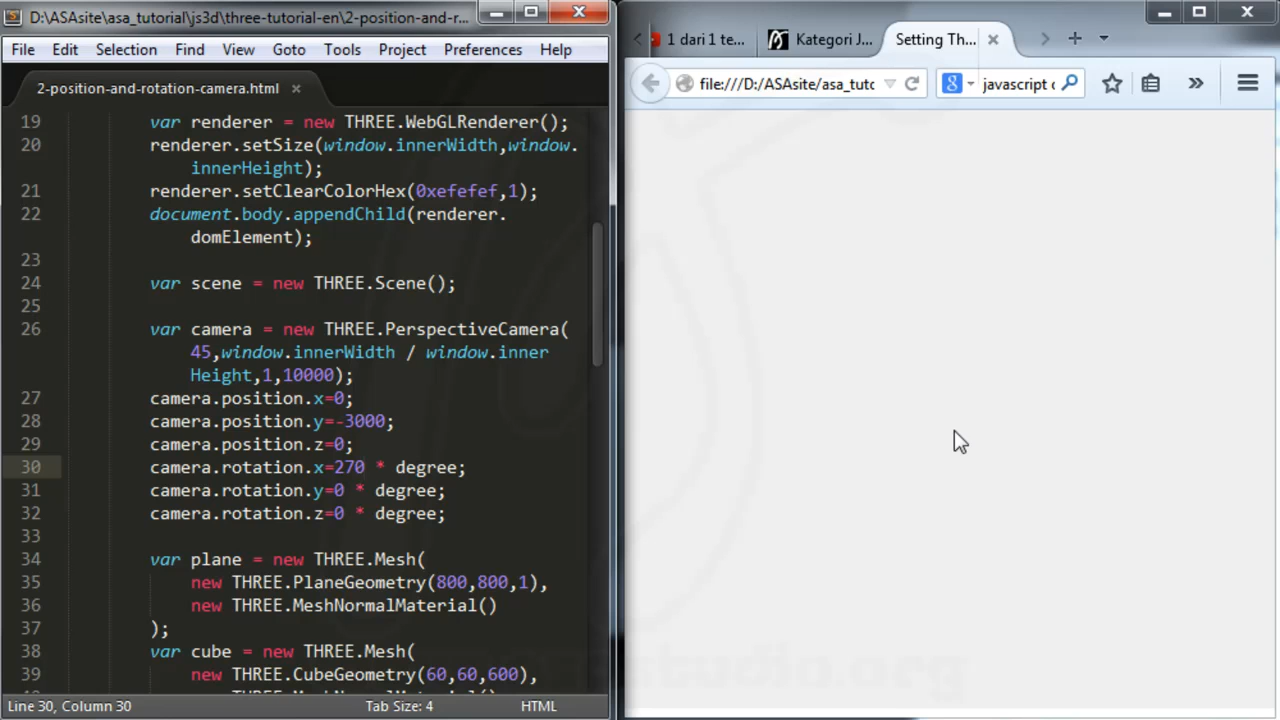 D:\ASAsite\asa_tutorial\js3d\three-tutorial-en\2-position-and-r...
File Edit Selection Find View Goto Tools Project Preferences Help
2-position-and-rotation-camera.html
19 var renderer = new THREE.WebGLRenderer();
20 renderer.setSize(window.innerWidth,window.
innerHeight);
21 renderer.setClearColorHex(0xefefef,1);
22 document.body.appendChild(renderer.
domElement);
23
24 var scene = new THREE.Scene();
25
26 var camera = new THREE.PerspectiveCamera(
45,window.innerWidth / window.inner
Height,1,10000);
27 camera.position.x=0;
28 camera.position.y=-3000;
29 camera.position.z=0;
30 camera.rotation.x=270 * degree;
31 camera.rotation.y=0 * degree;
32 camera.rotation.z=0 * degree;
33
34 var plane = new THREE.Mesh(
35 new THREE.PlaneGeometry(800,800,1),
36 new THREE.MeshNormalMaterial()
37 );
38 var cube = new THREE.Mesh(
39 new THREE.CubeGeometry(60,60,600),
Line 30, Column 30 Tab Size: 4 HTML
1 dari 1 te... Kategori J... Setting Th...
file:///D:/ASAsite/asa_tuto 8 javascript